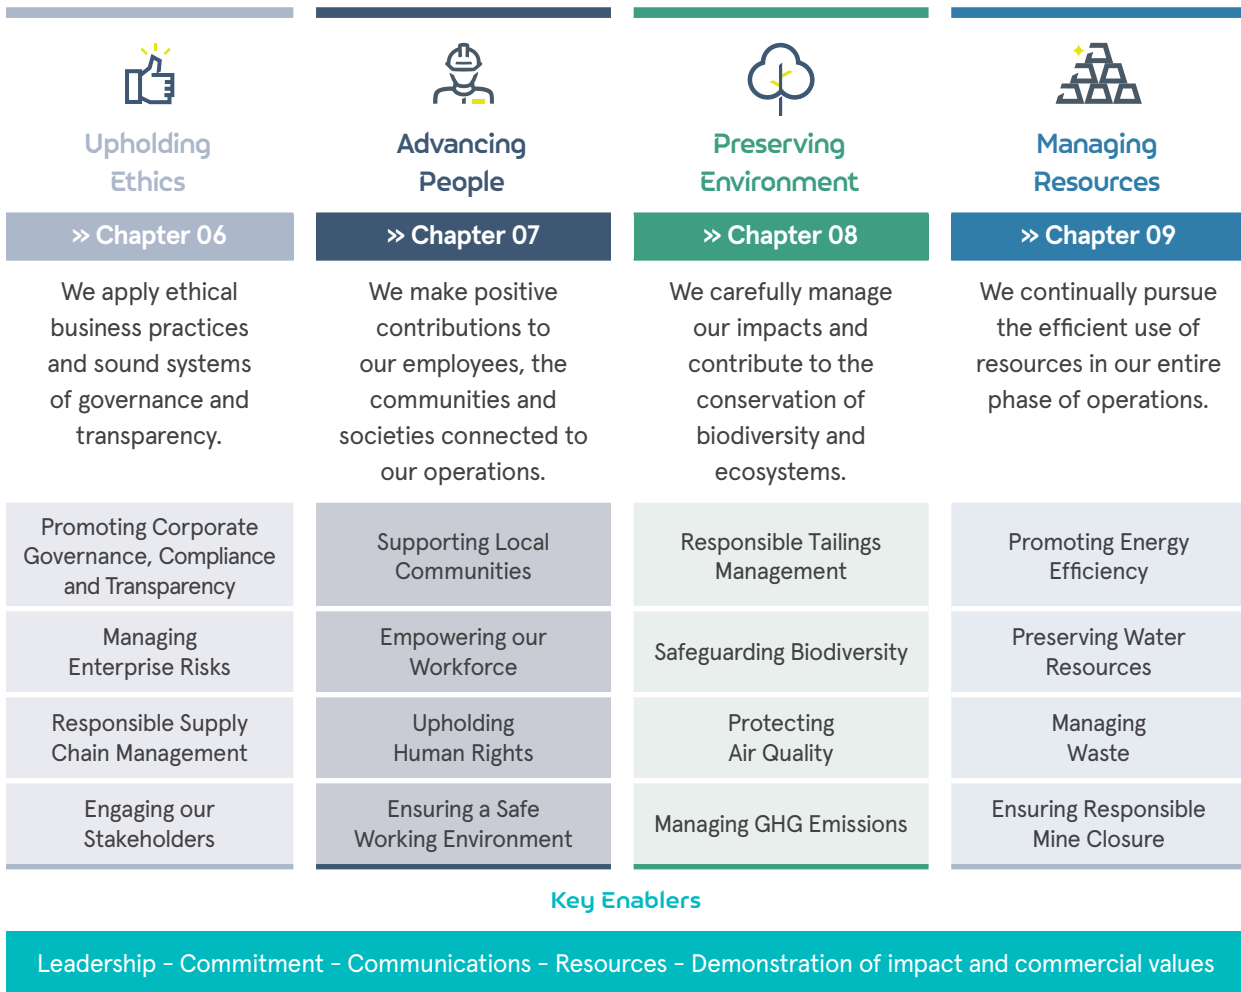 Upholding
Ethics
» Chapter 06
We apply ethical
business practices
and sound systems
of governance and
transparency.
Promoting Corporate
Governance, Compliance
and Transparency
Managing
Enterprise Risks
Responsible Supply
Chain Management
Engaging our
Stakeholders
Advancing
People
» Chapter 07
We make positive
contributions to
our employees, the
communities and
societies connected to
our operations.
Supporting Local
Communities
Empowering our
Workforce
Upholding
Human Rights
Ensuring a Safe
Working Environment
Preserving
Environment
» Chapter 08
We carefully manage
our impacts and
contribute to the
conservation of
biodiversity and
ecosystems.
Responsible Tailings
Management
Safeguarding Biodiversity
Protecting
Air Quality
Managing GHG Emissions
Managing
Resources
» Chapter 09
We continually pursue
the efficient use of
resources in our entire
phase of operations.
Promoting Energy
Efficiency
Preserving Water
Resources
Managing
Waste
Ensuring Responsible
Mine Closure
Key Enablers
Leadership - Commitment - Communications - Resources - Demonstration of impact and commercial values